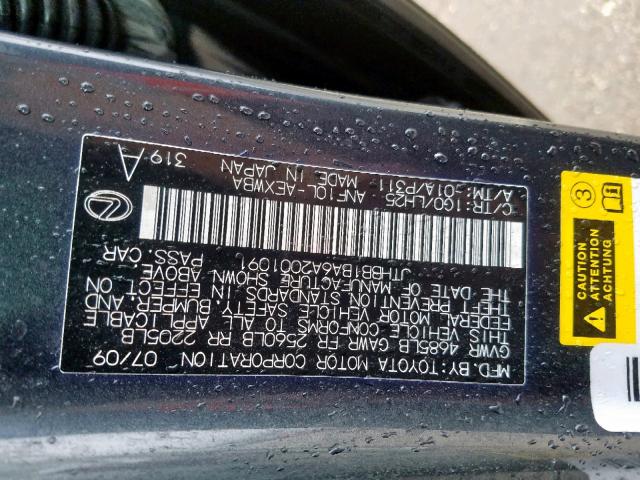 MFD.BY: TOYOTA MOTOR CORPORATION 07/09
GVWR 4685LB GAWR FR 2560LB RR 2205LB
THIS VEHICLE CONFORMS TO ALL APPLICABLE
FEDERAL MOTOR VEHICLE SAFETY BUMPER, AND
THEFT PREVENTION STANDARDS IN EFFECT ON
THE DATE OF MANUFACTURE SHOWN ABOVE.
JTHBB1BA6A2001091 PASS. CAR
C/TR: 1G0/LH25 ANF10L-AEXWBA 319 A
A/TM: -01A/P311 MADE IN JAPAN
3
CAUTION
ATTENTION